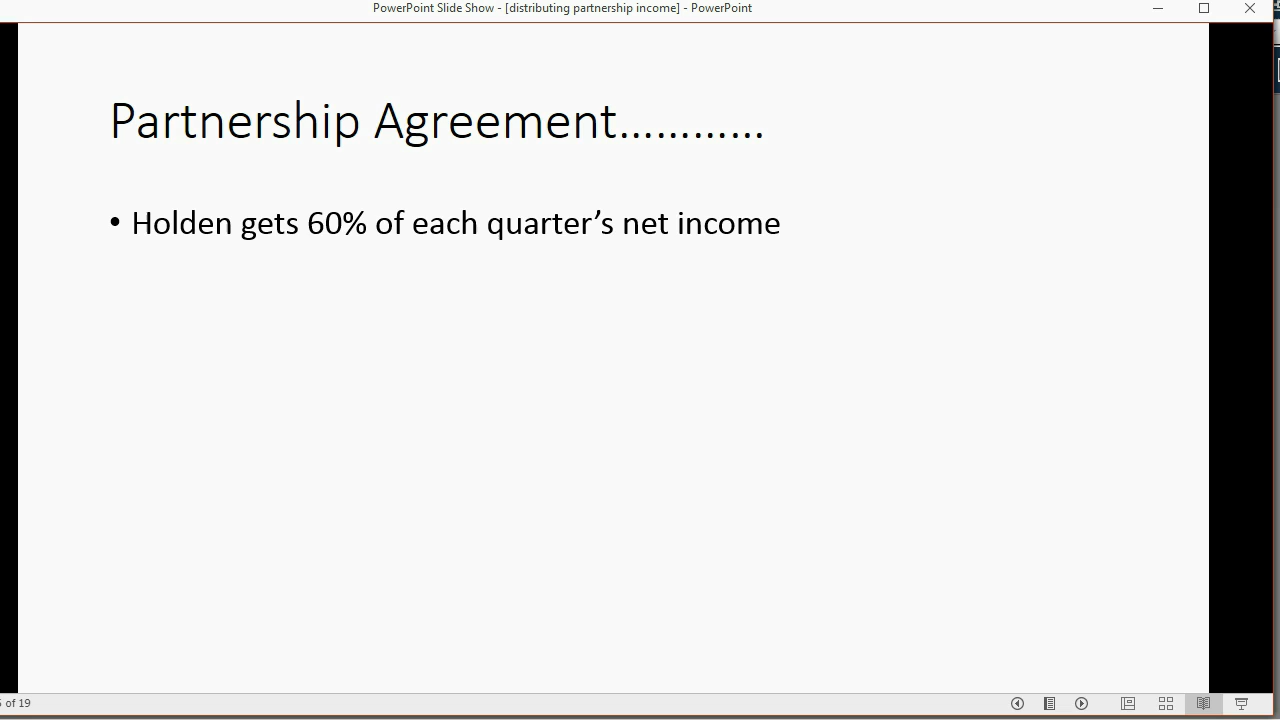 PowerPoint Slide Show - [distributing partnership income] - PowerPoint
Partnership Agreement............
• Holden gets 60% of each quarter’s net income
of 19